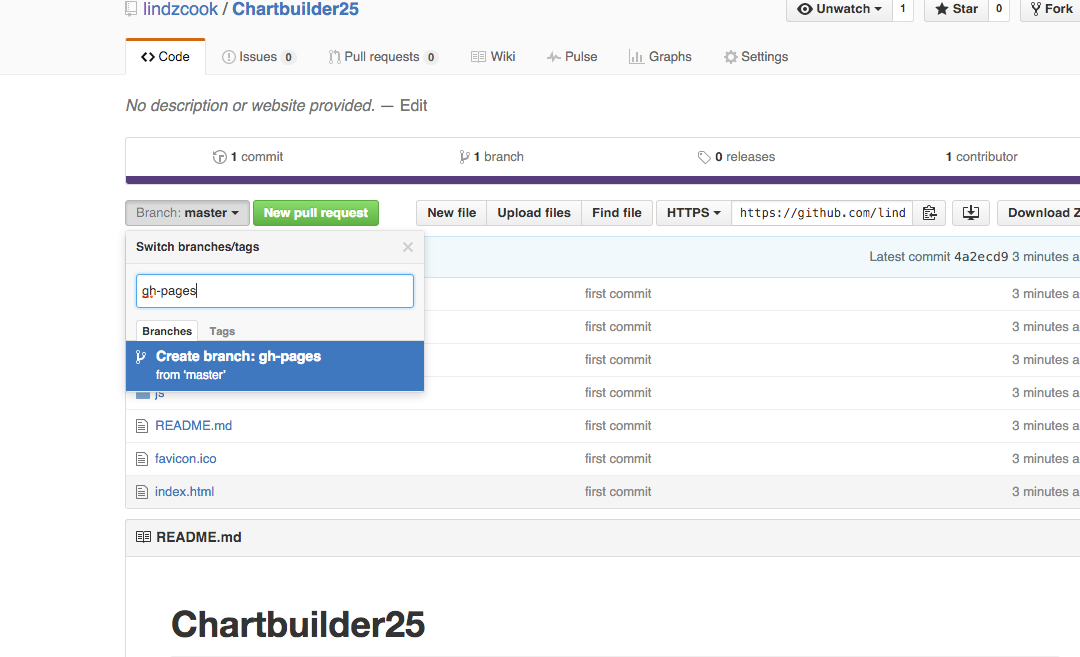 lindzcook / Chartbuilder25
Unwatch 1 Star 0 Fork
Code Issues 0 Pull requests 0 Wiki Pulse Graphs Settings
No description or website provided. — Edit
1 commit 1 branch 0 releases 1 contributor
Branch: master New pull request New file Upload files Find file HTTPS https://github.com/lind Download Z
Switch branches/tags
Latest commit 4a2ecd9 3 minutes a
gh-pages
first commit 3 minutes a
Branches Tags
first commit 3 minutes a
Create branch: gh-pages
from 'master'
first commit 3 minutes a
js first commit 3 minutes a
README.md first commit 3 minutes a
favicon.ico first commit 3 minutes a
index.html first commit 3 minutes a
README.md
Chartbuilder25